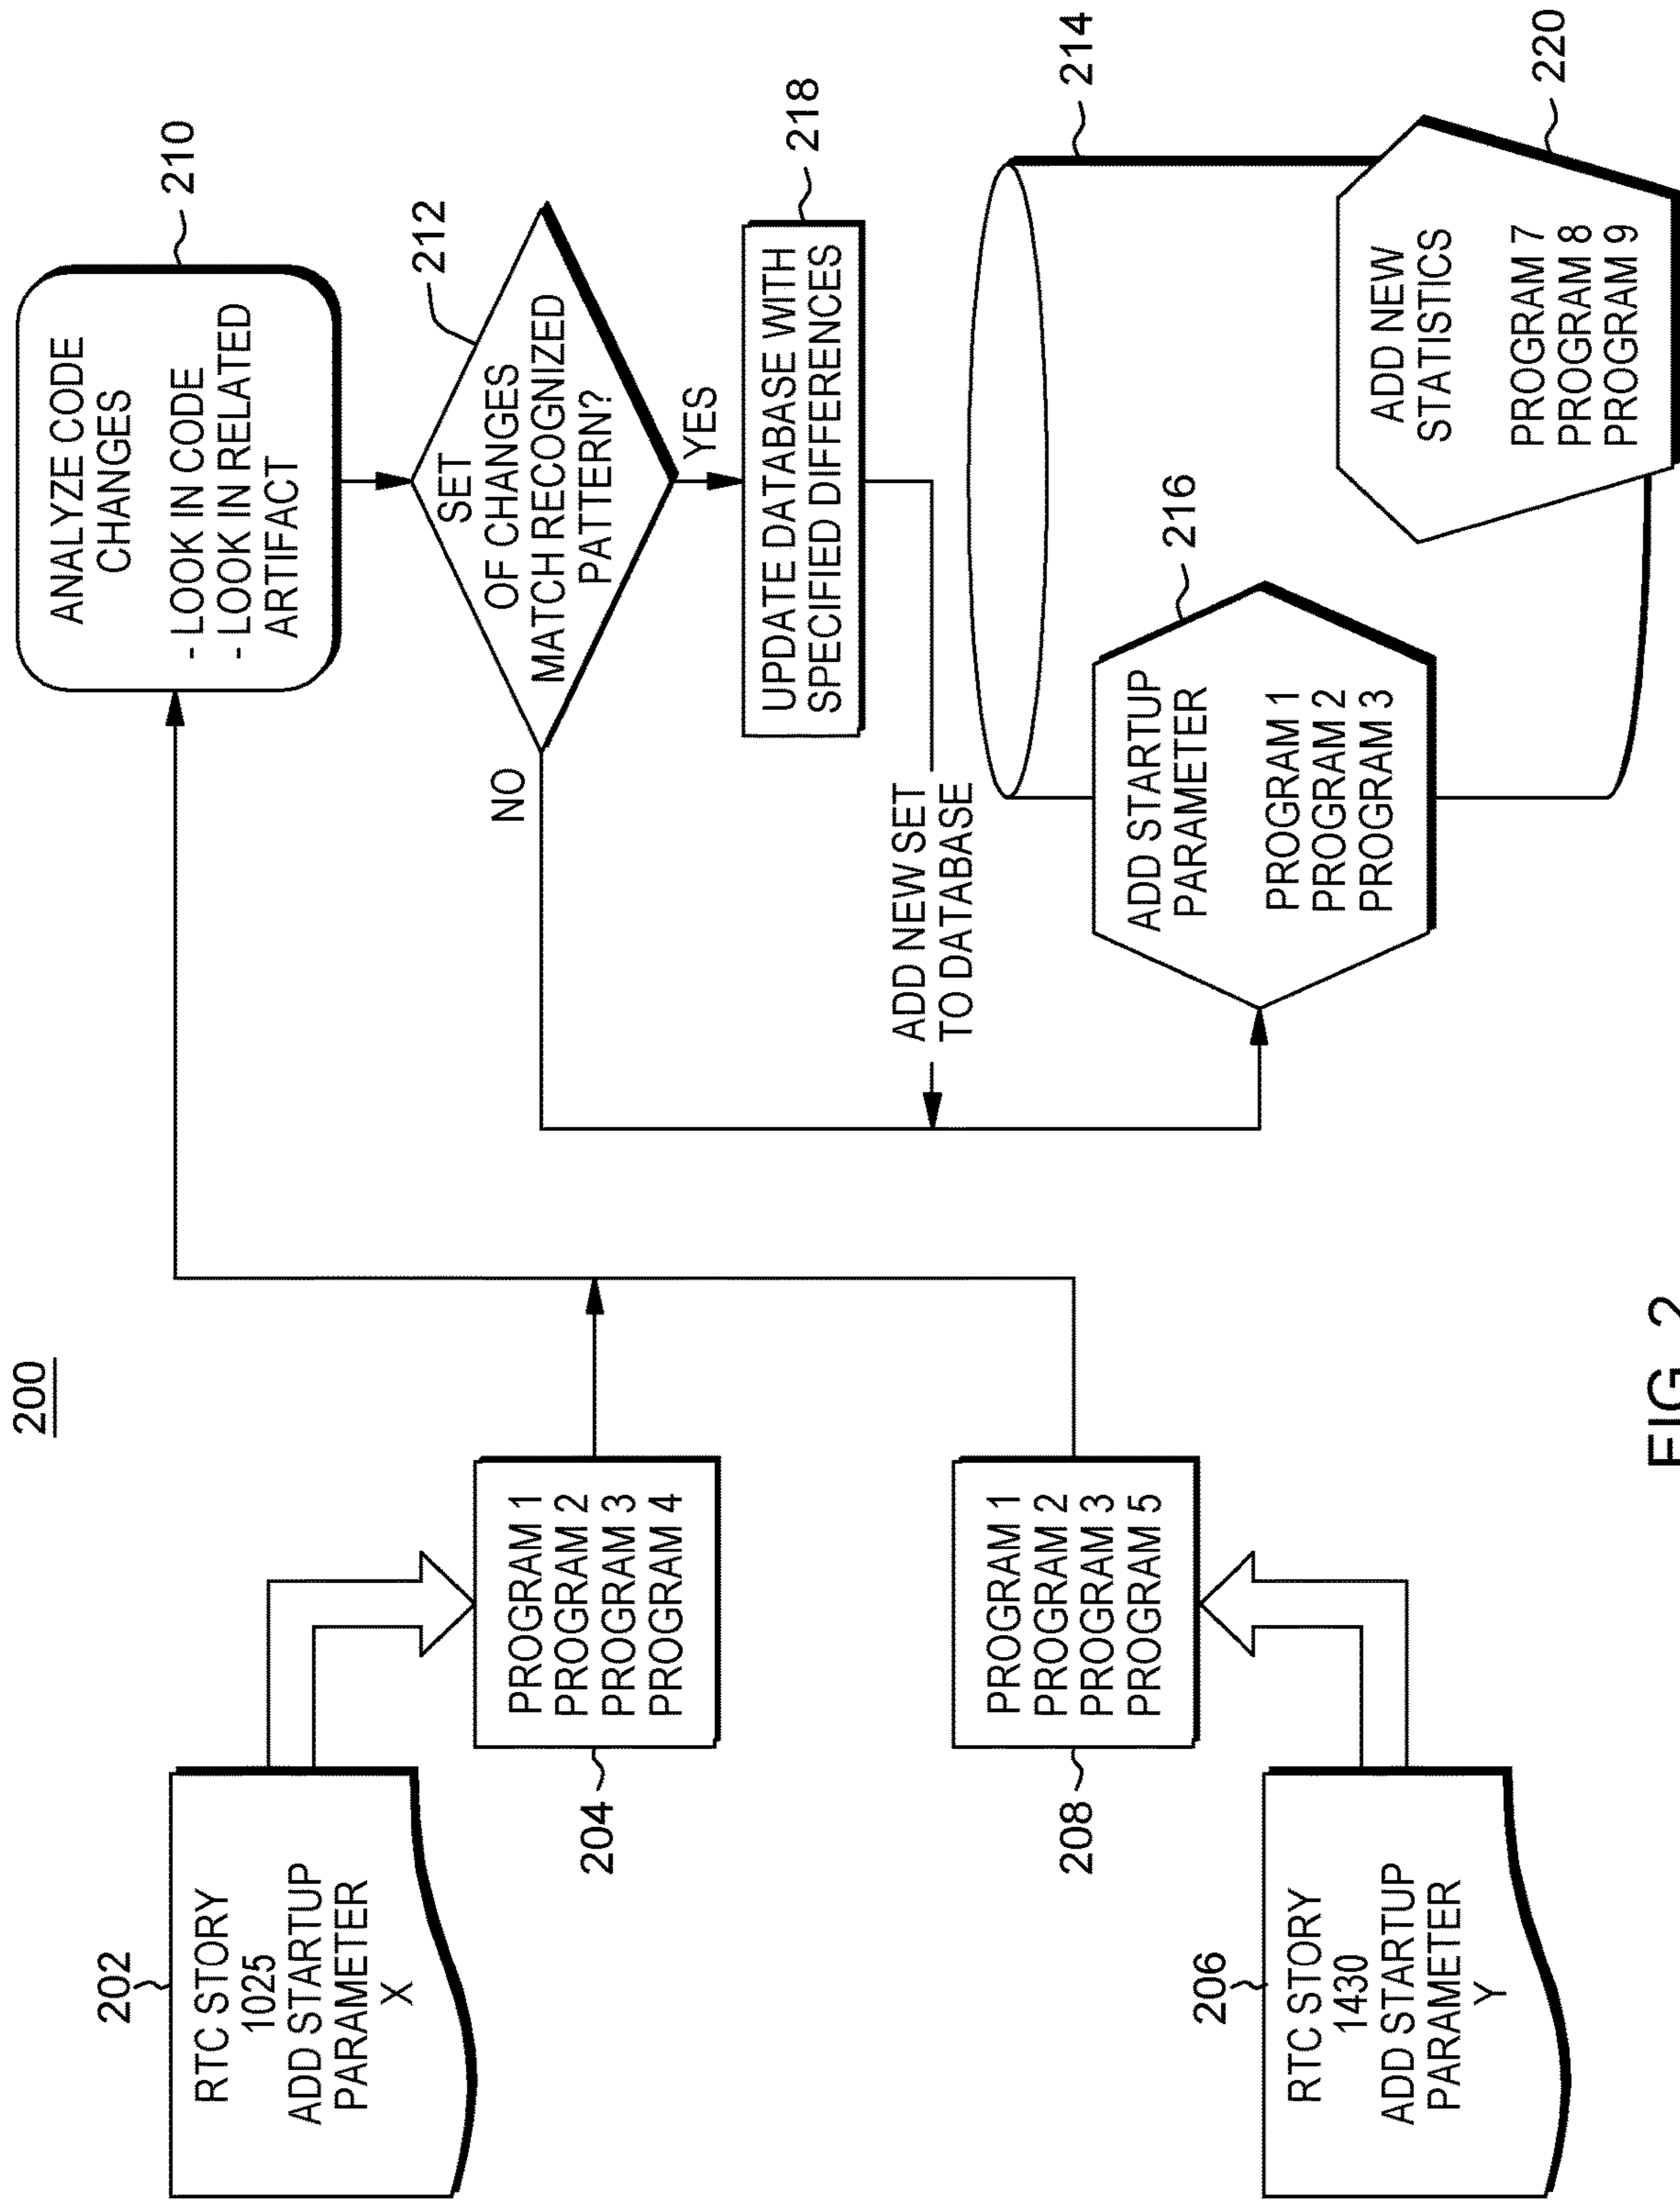 200
202
RTC STORY
1025
ADD STARTUP
PARAMETER
X
204
PROGRAM 1
PROGRAM 2
PROGRAM 3
PROGRAM 4
206
RTC STORY
1430
ADD STARTUP
PARAMETER
Y
208
PROGRAM 1
PROGRAM 2
PROGRAM 3
PROGRAM 5
210
ANALYZE CODE
CHANGES
- LOOK IN CODE
- LOOK IN RELATED
ARTIFACT
212
SET
OF CHANGES
MATCH RECOGNIZED
PATTERN?
NO
YES
218
UPDATE DATABASE WITH
SPECIFIED DIFFERENCES
ADD NEW SET
TO DATABASE
214
216
ADD STARTUP
PARAMETER
PROGRAM 1
PROGRAM 2
PROGRAM 3
220
ADD NEW
STATISTICS
PROGRAM 7
PROGRAM 8
PROGRAM 9
FIG. 2